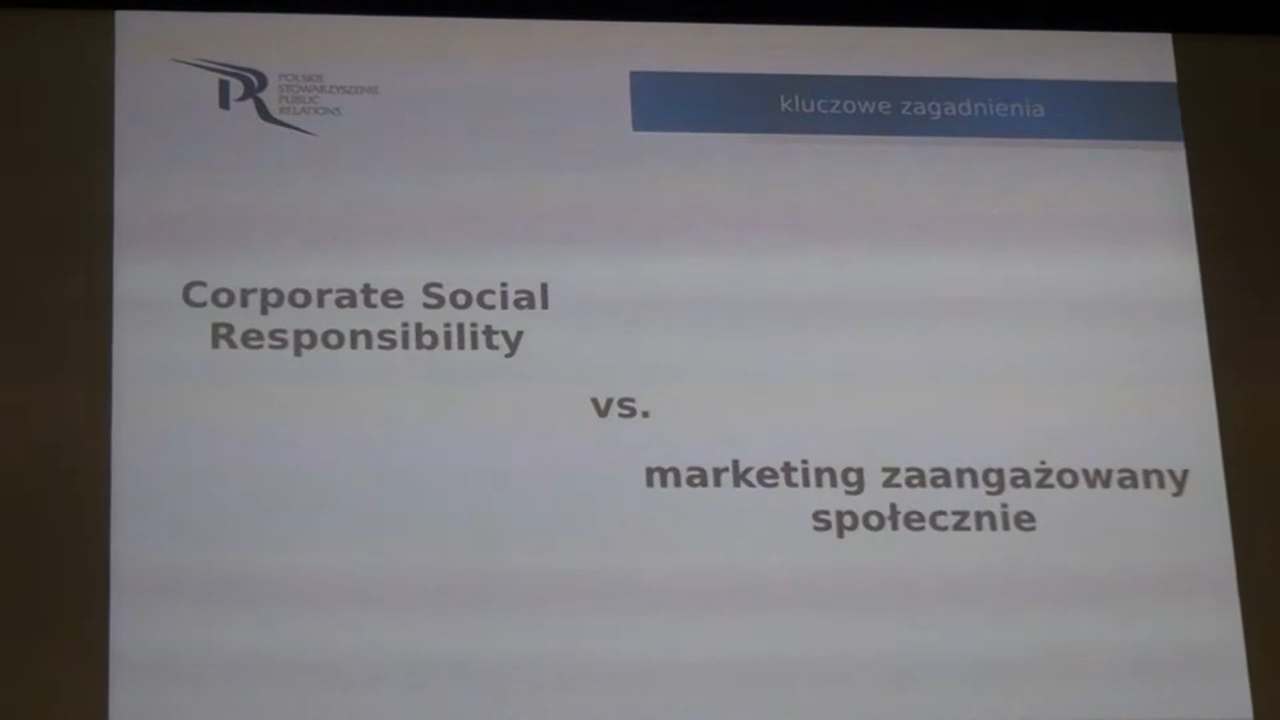 POLSKIE
STOWARZYSZENIE
PUBLIC
RELATIONS
kluczowe zagadnienia
Corporate Social
Responsibility
vs.
marketing zaangażowany
społecznie